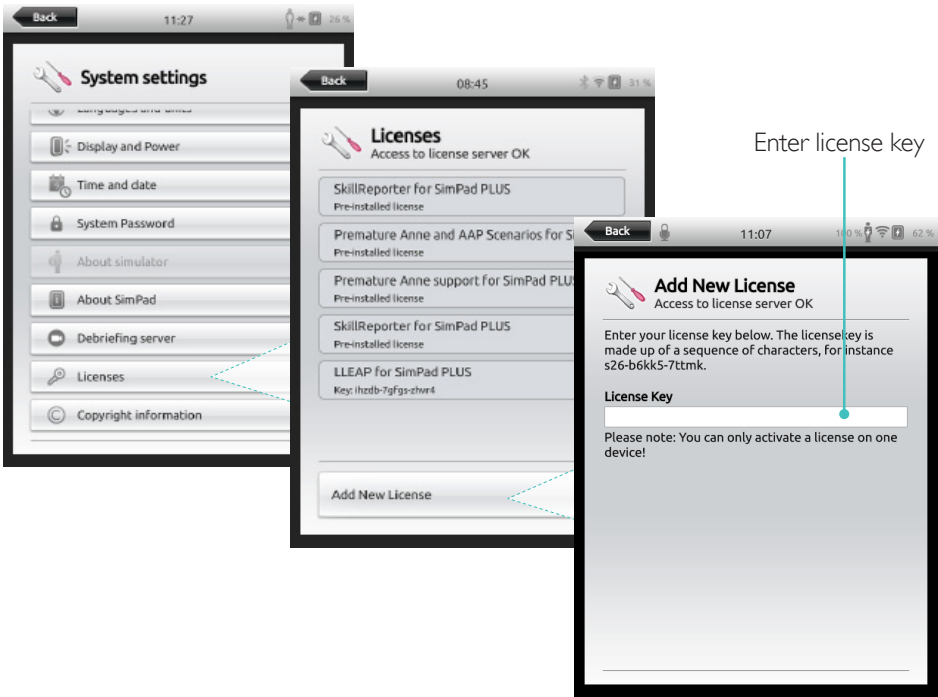 Back
11:27
26 %
System settings
Languages and units
Display and Power
Time and date
System Password
About simulator
About SimPad
Debriefing server
Licenses
Copyright information
Back
08:45
31 %
Licenses
Access to license server OK
SkillReporter for SimPad PLUS
Pre-installed license
Premature Anne and AAP Scenarios for Si
Pre-installed license
Premature Anne support for SimPad PLUS
Pre-installed license
SkillReporter for SimPad PLUS
Pre-installed license
LLEAP for SimPad PLUS
Key: ihzdb-7gfgs-zhwr4
Add New License
Enter license key
Back
11:07
100 %
62 %
Add New License
Access to license server OK
Enter your license key below. The licensekey is
made up of a sequence of characters, for instance
s26-b6kk5-7ttmk.
License Key
Please note: You can only activate a license on one
device!